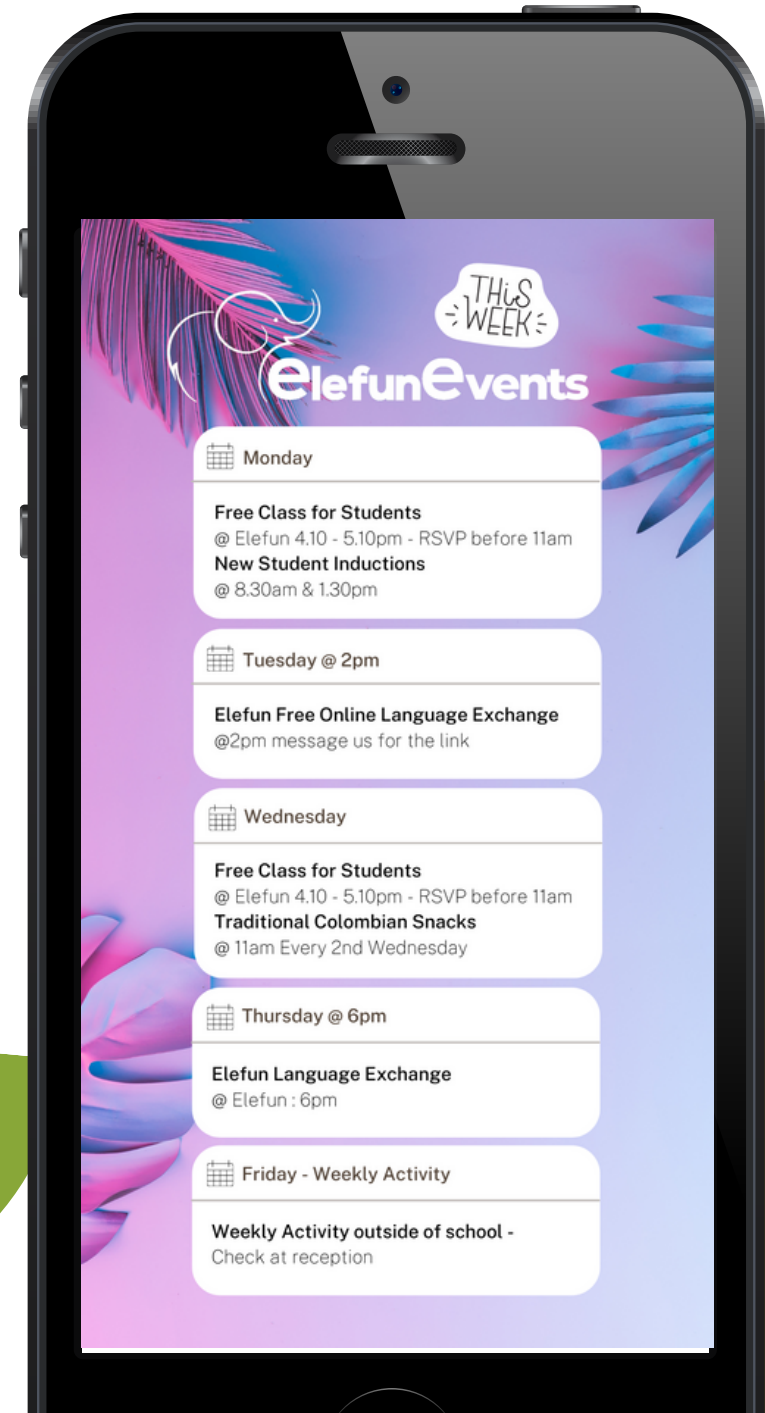 THiS
WEEK
elefunevents
Monday
Free Class for Students
@ Elefun 4.10 - 5.10pm - RSVP before 11am
New Student Inductions
@ 8.30am & 1.30pm
Tuesday @ 2pm
Elefun Free Online Language Exchange
@2pm message us for the link
Wednesday
Free Class for Students
@ Elefun 4.10 - 5.10pm - RSVP before 11am
Traditional Colombian Snacks
@ 11am Every 2nd Wednesday
Thursday @ 6pm
Elefun Language Exchange
@ Elefun : 6pm
Friday - Weekly Activity
Weekly Activity outside of school -
Check at reception